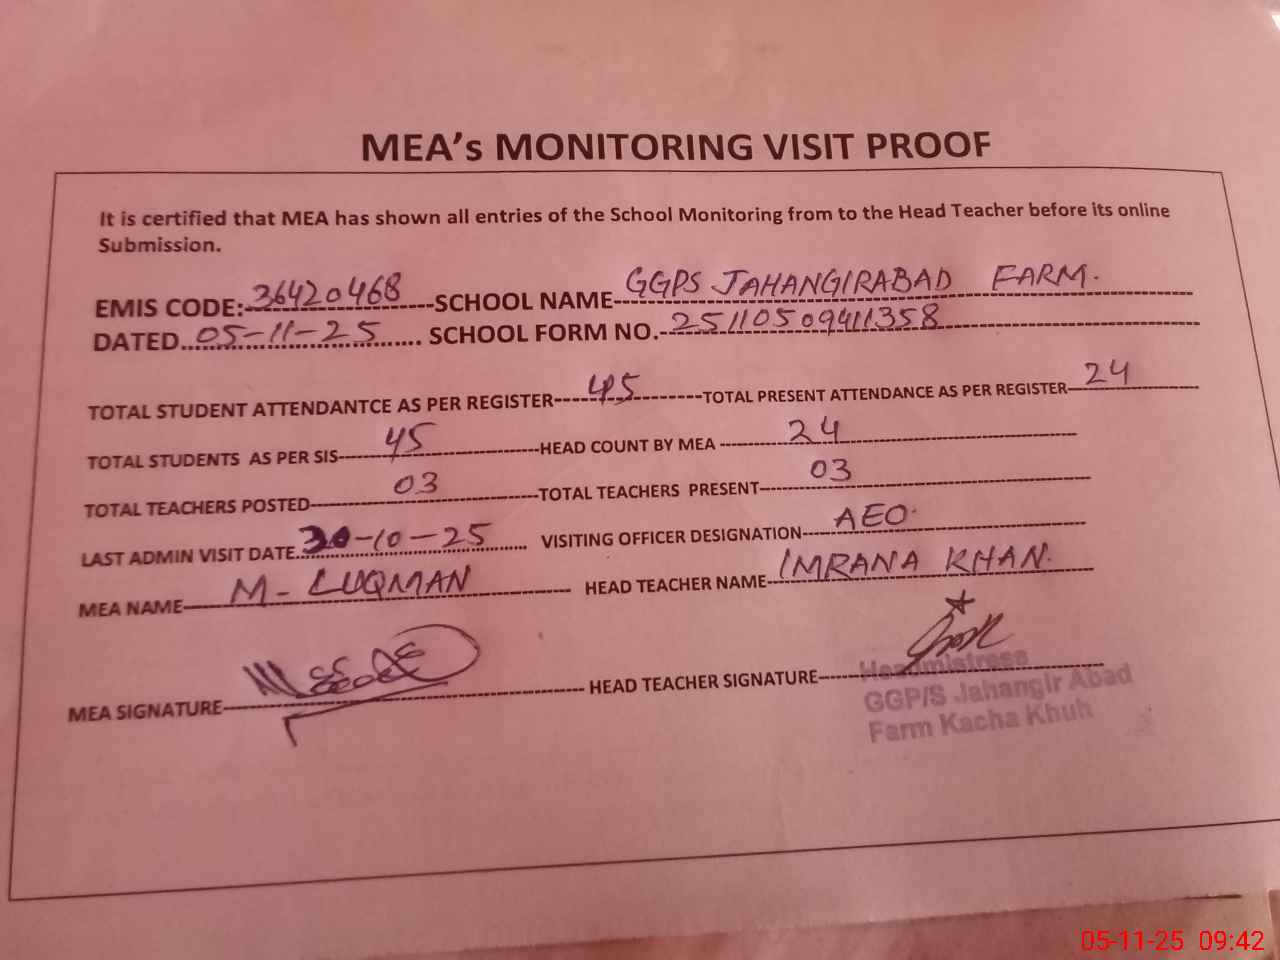 MEA's MONITORING VISIT PROOF
It is certified that MEA has shown all entries of the School Monitoring from to the Head Teacher before its online
Submission.
EMIS CODE: 36420468 SCHOOL NAME GGPS JAHANGIRABAD FARM.
DATED 05-11-25 SCHOOL FORM NO. 25110509411358
TOTAL STUDENT ATTENDANTCE AS PER REGISTER 45 TOTAL PRESENT ATTENDANCE AS PER REGISTER 24
TOTAL STUDENTS AS PER SIS 45 HEAD COUNT BY MEA 24
TOTAL TEACHERS POSTED 03 TOTAL TEACHERS PRESENT 03
LAST ADMIN VISIT DATE 30-10-25 VISITING OFFICER DESIGNATION AEO.
MEA NAME M- LUQMAN HEAD TEACHER NAME IMRANA KHAN.
MEA SIGNATURE HEAD TEACHER SIGNATURE
Headmistress
GGP/S Jahangir Abad
Farm Kacha Khuh
05-11-25 09:42